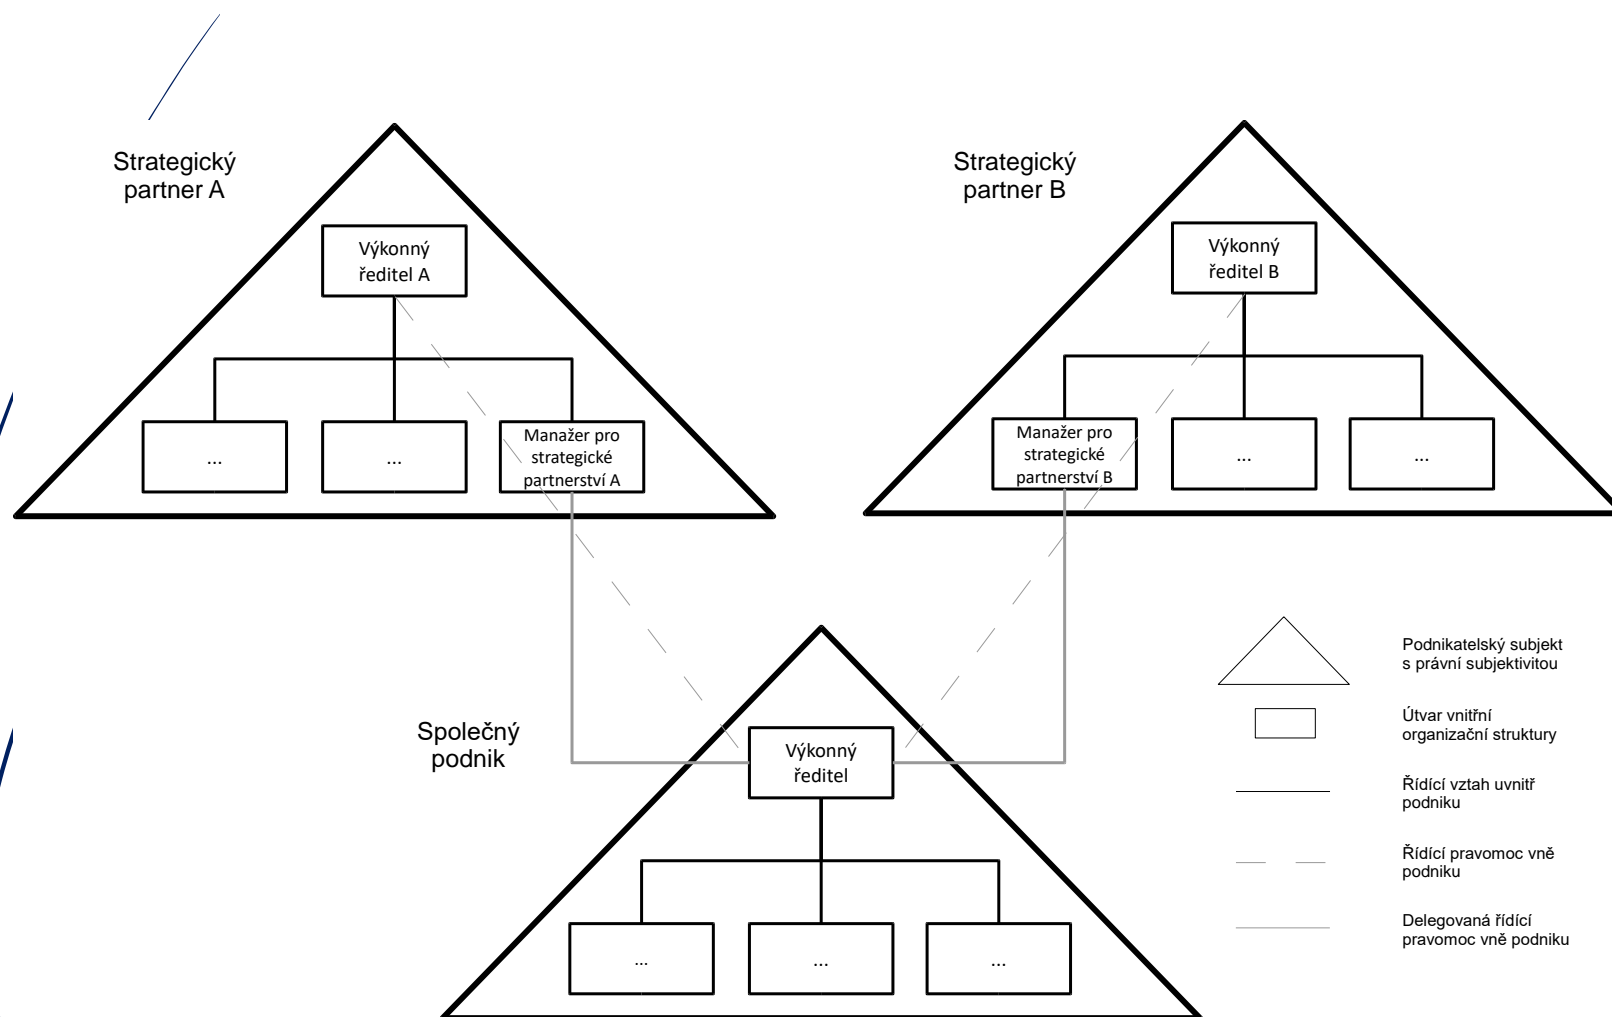 Strategický
partner A
Výkonný
ředitel A
...
...
Manažer pro
strategické
partnerství A
Strategický
partner B
Výkonný
ředitel B
Manažer pro
strategické
partnerství B
...
...
Společný
podnik
Výkonný
ředitel
...
...
...
Podnikatelský subjekt
s právní subjektivitou
Útvar vnitřní
organizační struktury
Řídící vztah uvnitř
podniku
Řídící pravomoc vně
podniku
Delegovaná řídící
pravomoc vně podniku